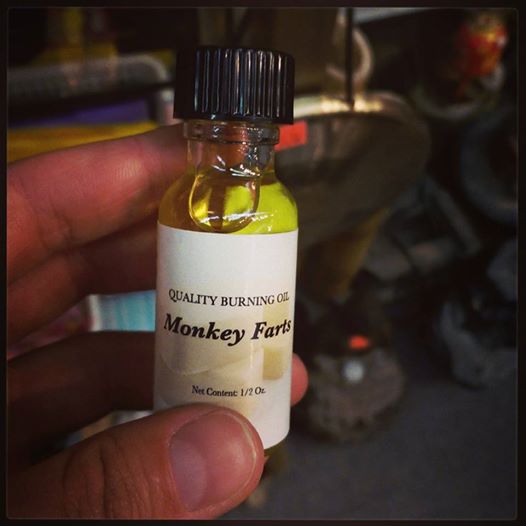 QUALITY BURNING OIL
Monkey Farts
Net Content: 1/2 Oz.